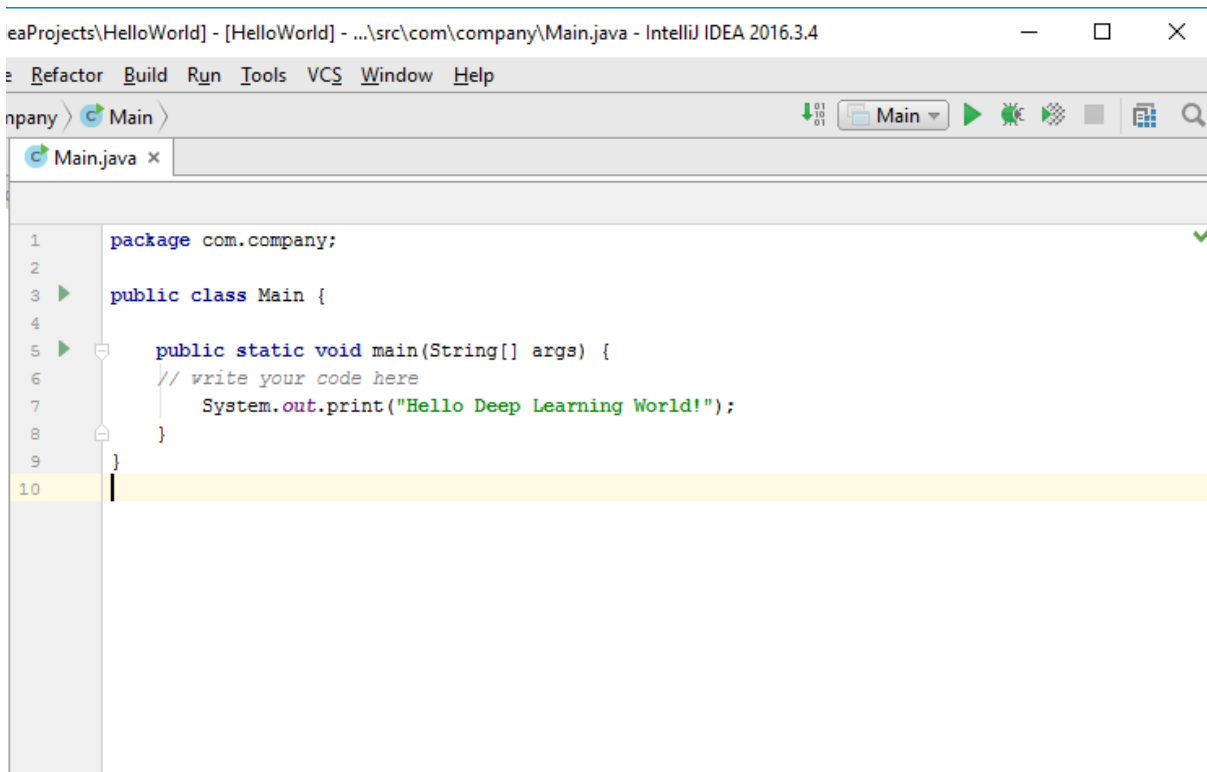 eaProjects\HelloWorld] - [HelloWorld] - ...\src\com\company\Main.java - IntelliJ IDEA 2016.3.4
Refactor Build Run Tools VCS Window Help
mpany Main Main
Main.java ×
1 package com.company;
2
3 public class Main {
4
5 public static void main(String[] args) {
6 // write your code here
7 System.out.print("Hello Deep Learning World!");
8 }
9 }
10